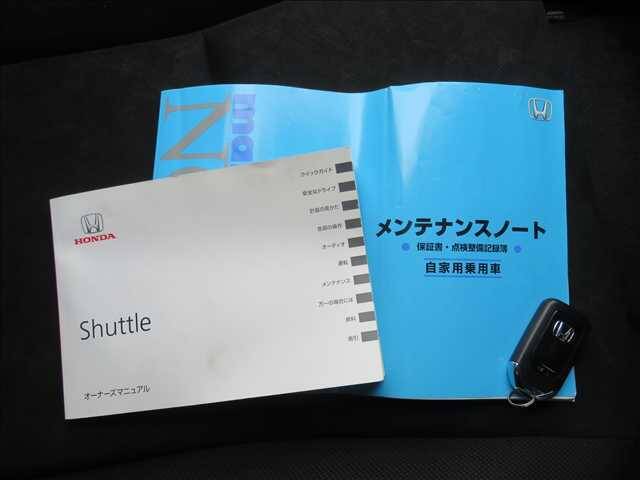 HONDA
Shuttle
オーナーズマニュアル
クイックガイド
安全なドライブ
計器の見かた
各部の操作
オーディオ
運転
メンテナンス
万一の場合には
資料
索引
メンテナンスノート
保証書・点検整備記録簿
自家用乗用車